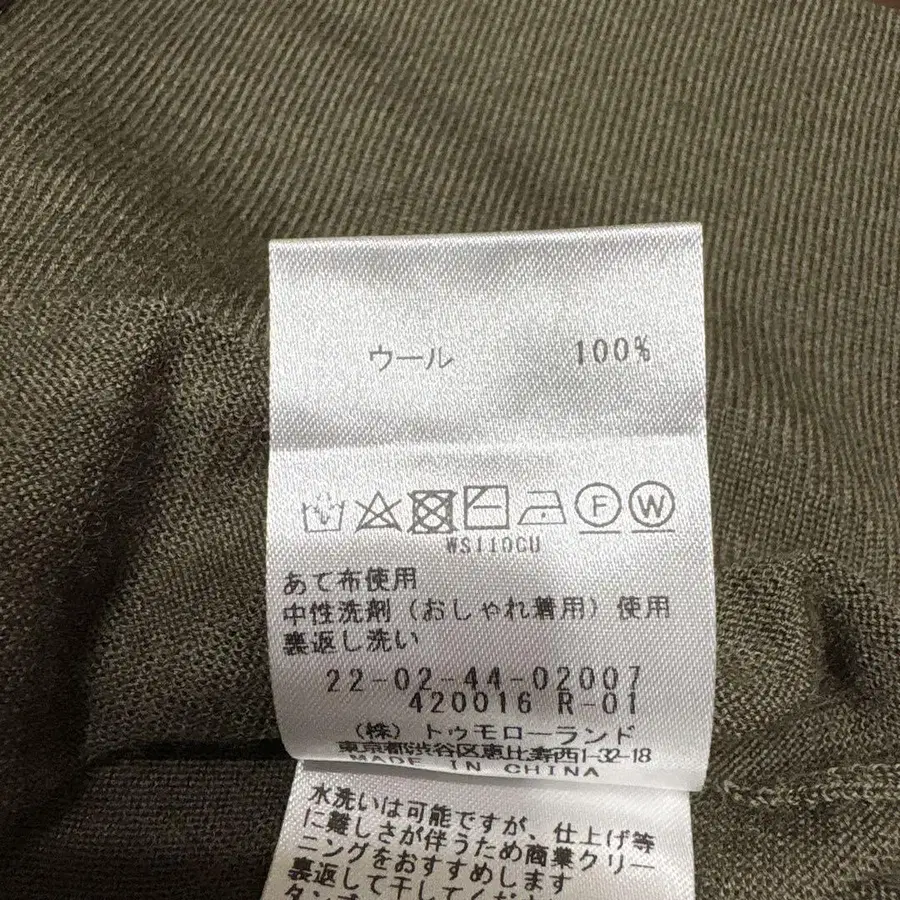 ウール 100%
F W
WS110CU
あて布使用
中性洗剤(おしゃれ着用)使用
裏返し洗い
22-02-44-02007
420016 R-01
(株)トゥモローランド
東京都渋谷区恵比寿西1-32-18
MADE IN CHINA
水洗いは可能ですが、仕上げ等
に難しさが伴うため商業クリー
ニングをおすすめします
裏返して干してくだ